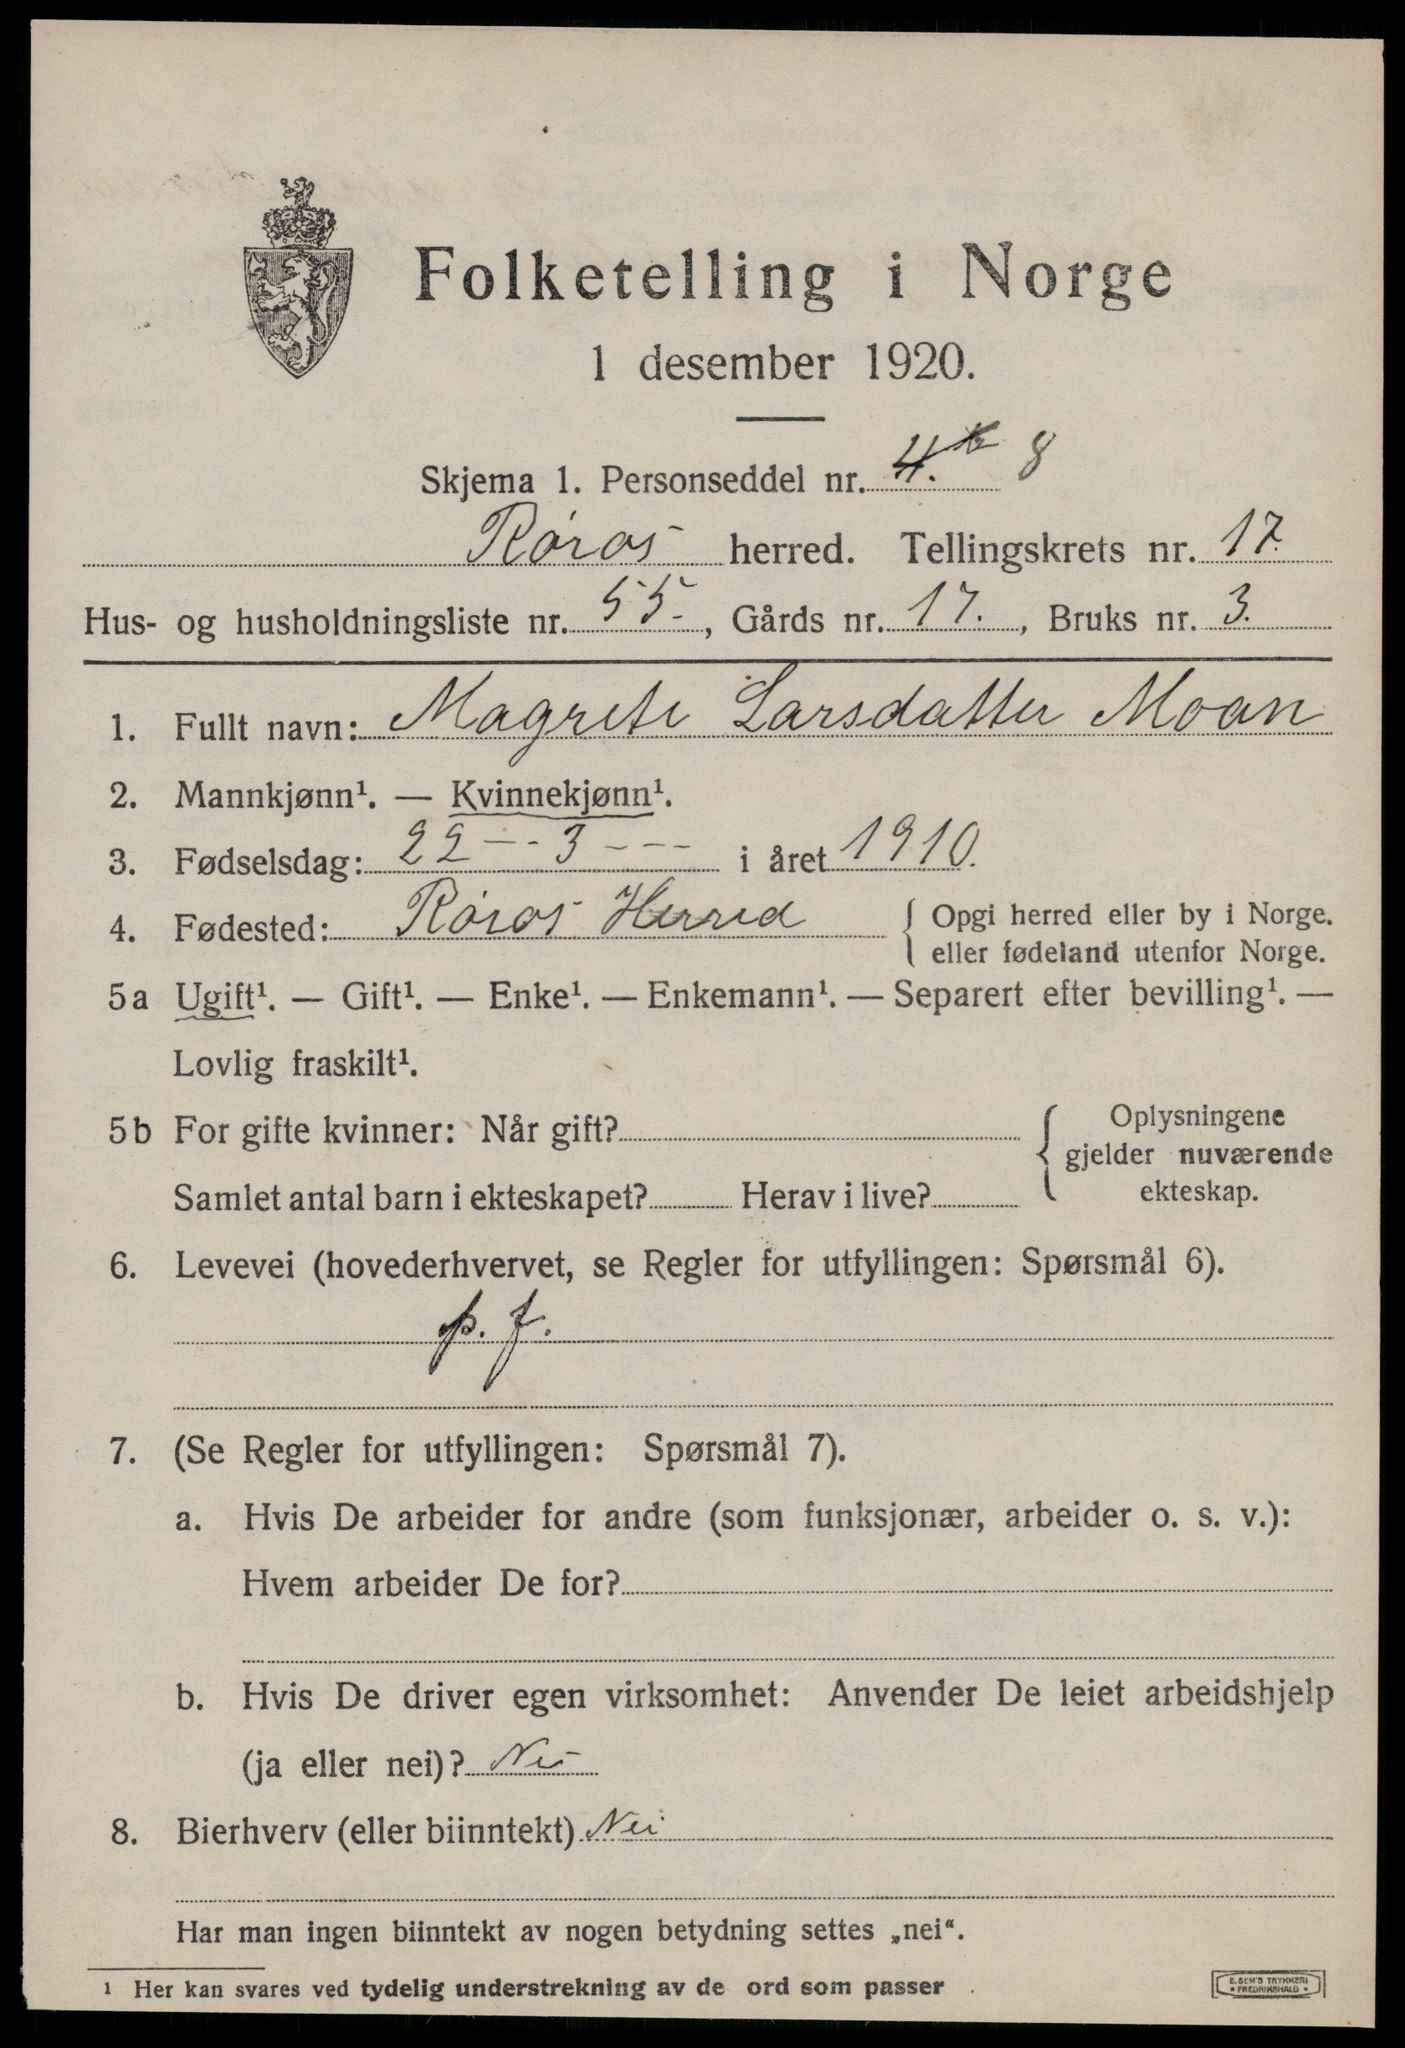 Folketelling i Norge
1 desember 1920.
Skjema 1. Personseddel nr. 4. 8
Røros herred. Tellingskrets nr. 17.
Hus- og husholdningsliste nr. 55., Gårds nr. 17., Bruks nr. 3.
1. Fullt navn: Magrete Larsdatter Moan
2. Mannkjønn¹. — Kvinnekjønn¹.
3. Fødselsdag: 22 - - 3 - - - i året 1910.
4. Fødested: Røros Herred { Opgi herred eller by i Norge.
eller fødeland utenfor Norge.
5a Ugift¹. — Gift¹. — Enke¹. — Enkemann¹. — Separert efter bevilling¹. —
Lovlig fraskilt¹.
5b For gifte kvinner: Når gift? { Oplysningene
gjelder nuværende
Samlet antal barn i ekteskapet? Herav i live? ekteskap.
6. Levevei (hovederhvervet, se Regler for utfyllingen: Spørsmål 6).
p. f.
7. (Se Regler for utfyllingen: Spørsmål 7).
a. Hvis De arbeider for andre (som funksjonær, arbeider o. s. v.):
Hvem arbeider De for?
b. Hvis De driver egen virksomhet: Anvender De leiet arbeidshjelp
(ja eller nei)? Nei
8. Bierhverv (eller biinntekt) Nei
Har man ingen biinntekt av nogen betydning settes „nei“.
¹ Her kan svares ved tydelig understrekning av de ord som passer
E. SEM'S TRYKKERI
FREDRIKSHALD